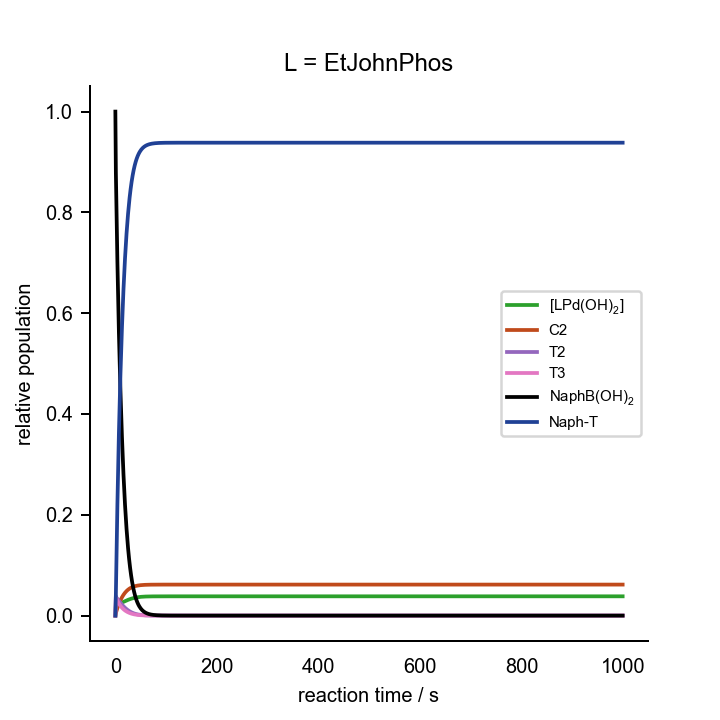 L = EtJohnPhos
1.0
0.8
0.6
0.4
0.2
0.0
relative population
[LPd(OH)₂]
C2
T2
T3
NaphB(OH)₂
Naph-T
0 200 400 600 800 1000
reaction time / s